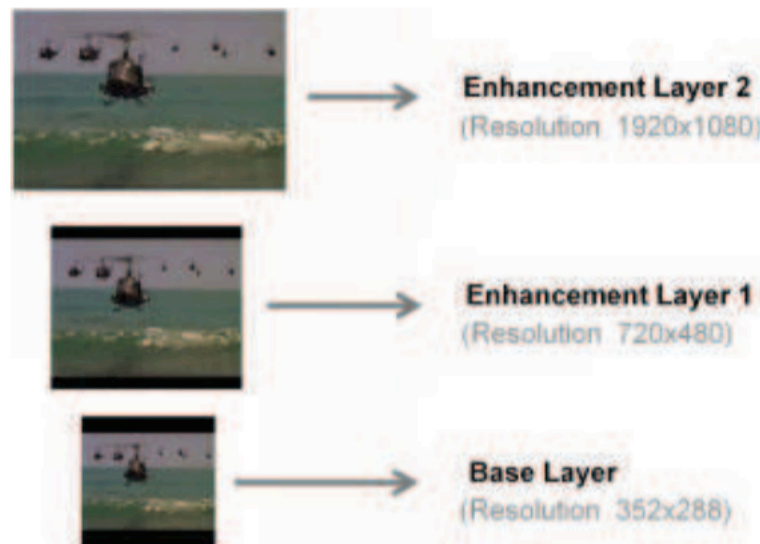 Enhancement Layer 2
(Resolution 1920x1080)
Enhancement Layer 1
(Resolution 720x480)
Base Layer
(Resolution 352x288)